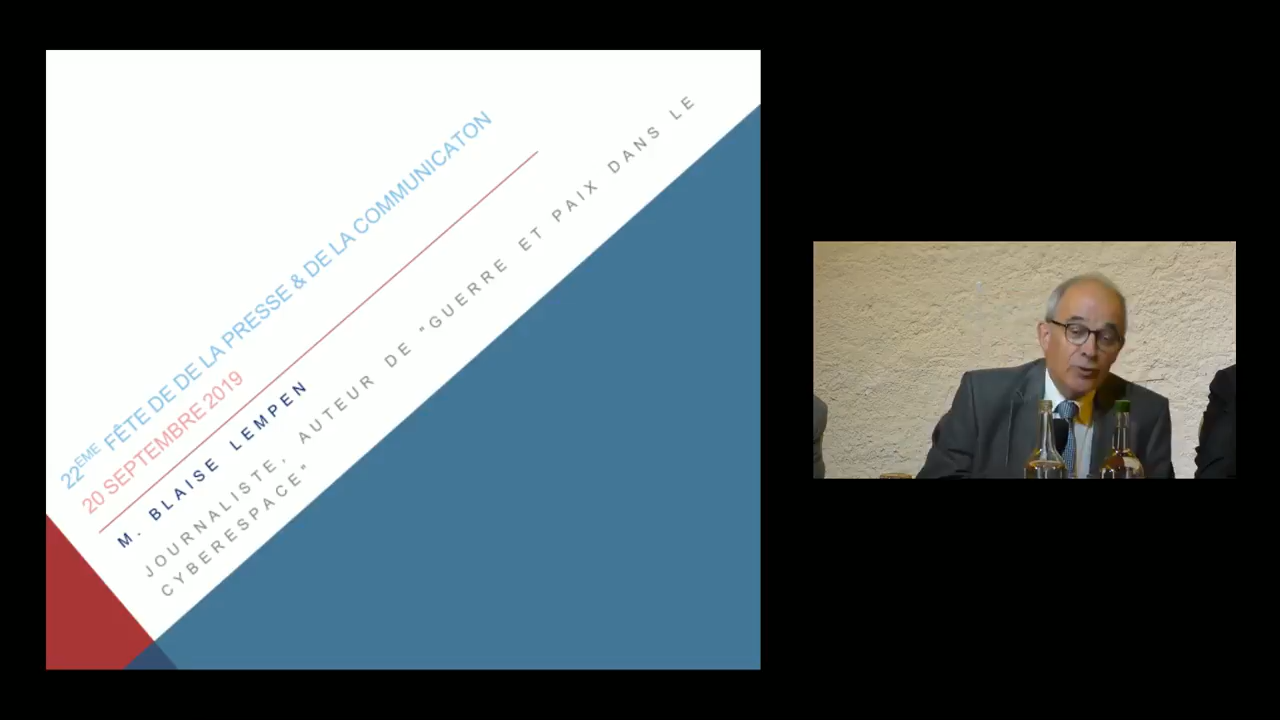 22EME FÊTE DE DE LA PRESSE & DE LA COMMUNICATON
20 SEPTEMBRE 2019
M. BLAISE LEMPEN
JOURNALISTE, AUTEUR DE "GUERRE ET PAIX DANS LE
CYBERESPACE"